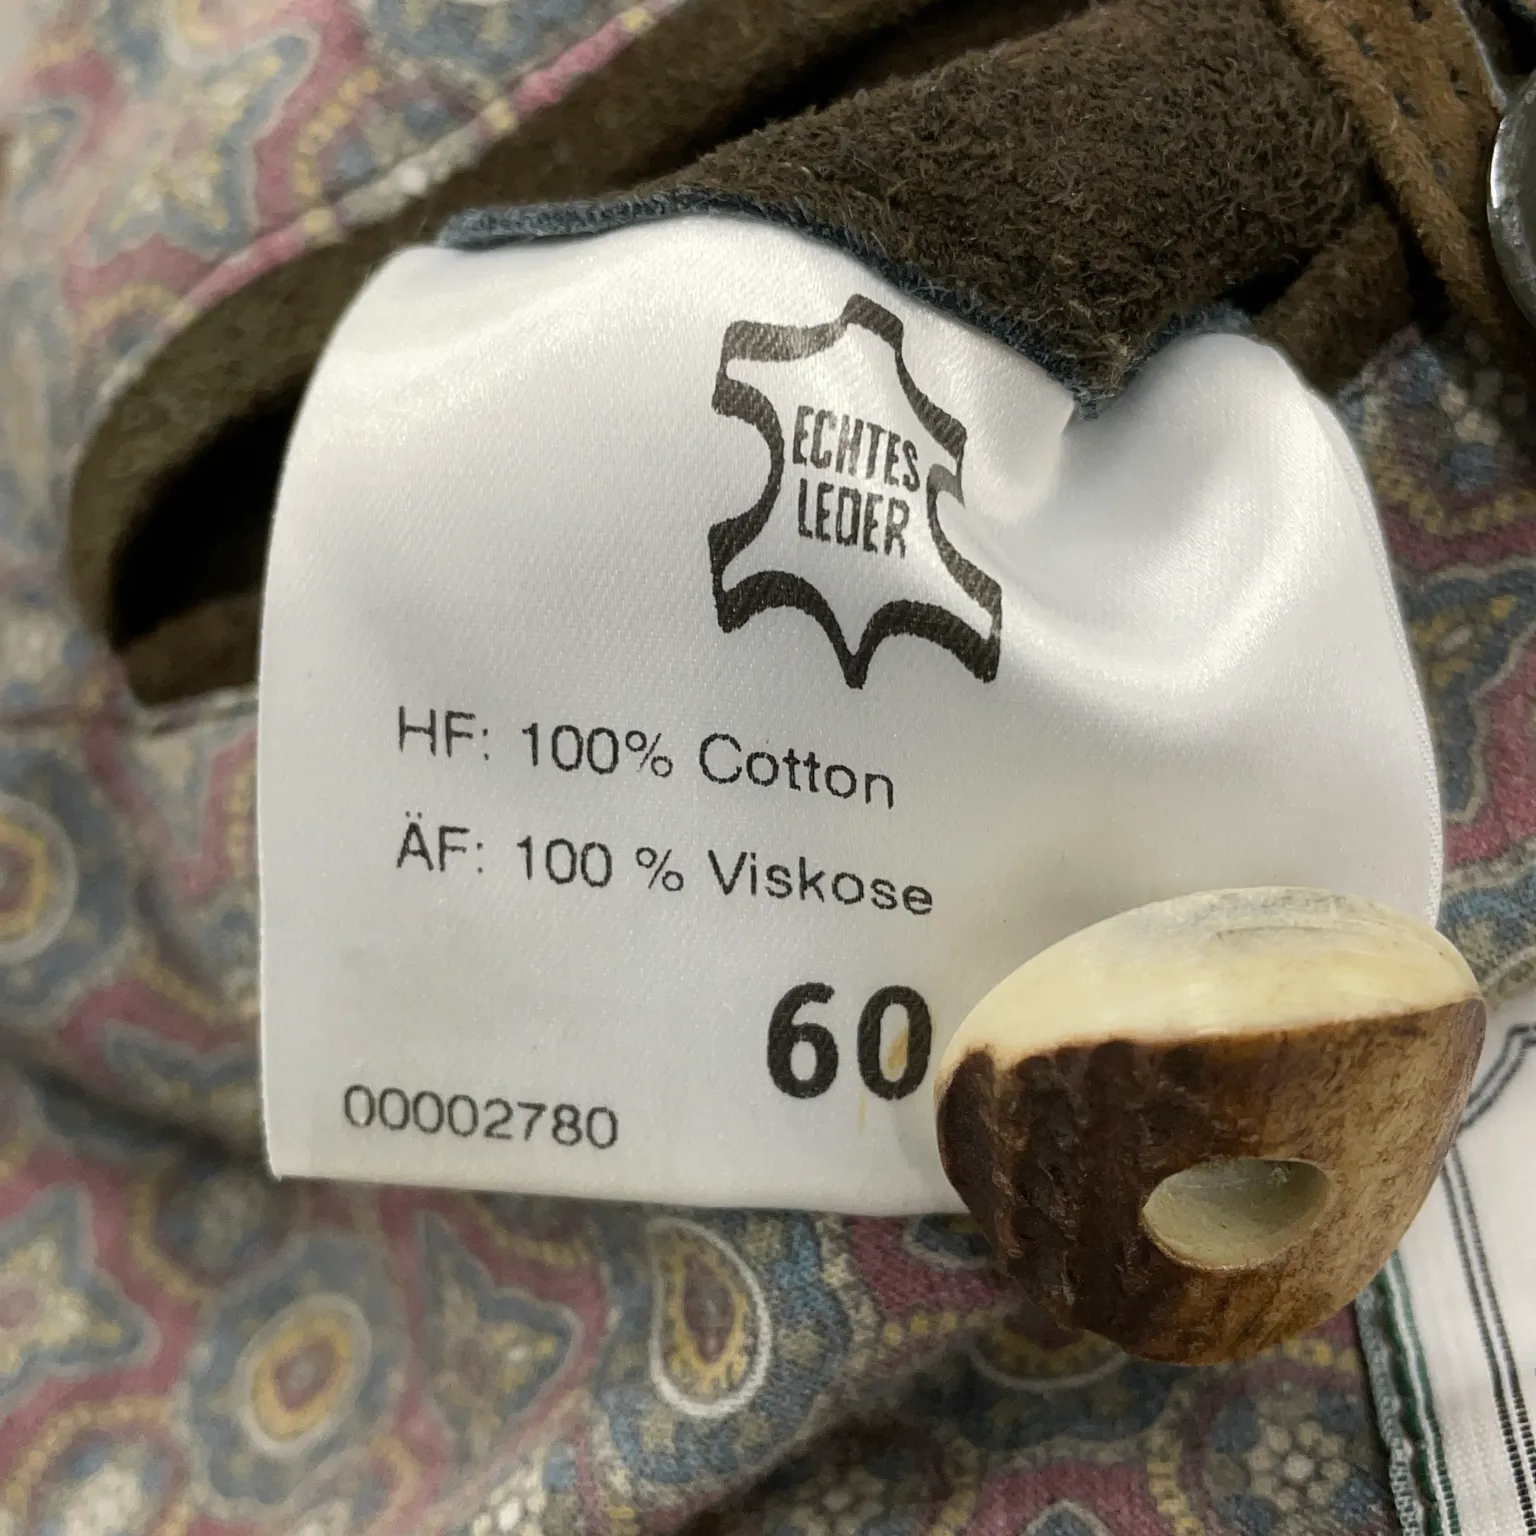 ECHTES
LEDER
HF: 100% Cotton
ÄF: 100 % Viskose
60
00002780